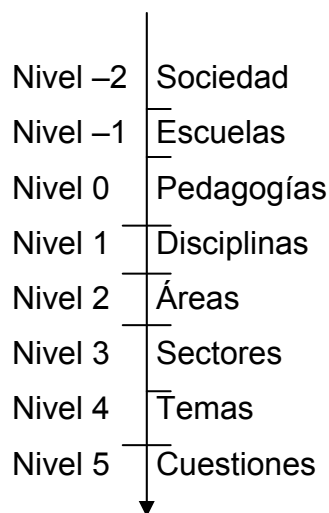 Nivel –2 Sociedad
Nivel –1 Escuelas
Nivel 0 Pedagogías
Nivel 1 Disciplinas
Nivel 2 Áreas
Nivel 3 Sectores
Nivel 4 Temas
Nivel 5 Cuestiones